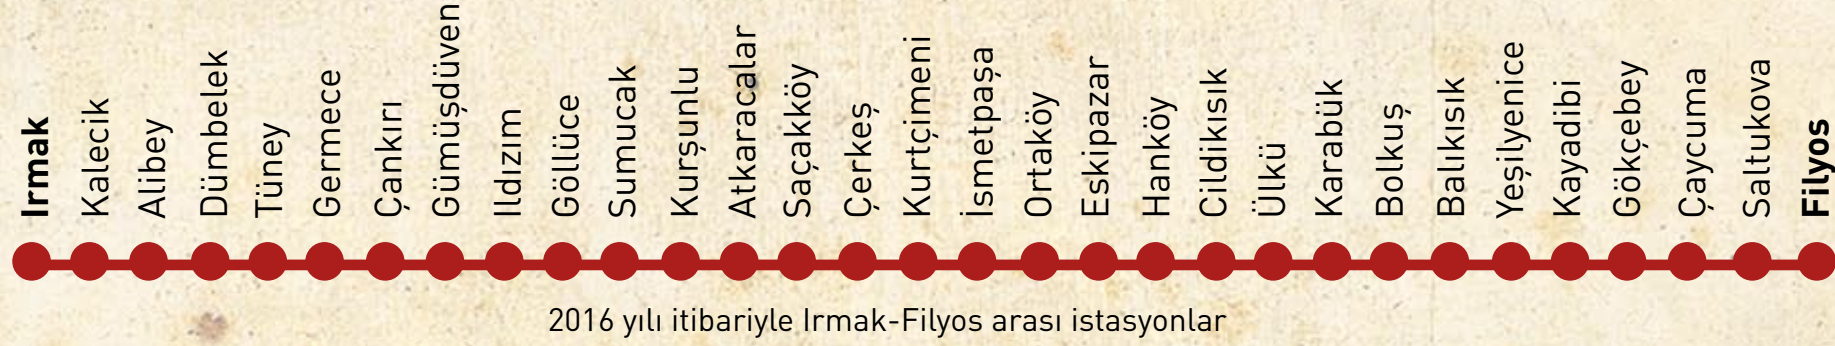 Irmak
Kalecik
Alibey
Dümbelek
Tüney
Germece
Çankırı
Gümüşdüven
Ildızım
Göllüce
Sumucak
Kurşunlu
Atkaracalar
Saçakköy
Çerkeş
Kurtçimeni
İsmetpaşa
Ortaköy
Eskipazar
Hanköy
Cildikısık
Ülkü
Karabük
Bolkuş
Balıkısık
Yeşilyenice
Kayadibi
Gökçebey
Çaycuma
Saltukova
Filyos
2016 yılı itibariyle Irmak-Filyos arası istasyonlar